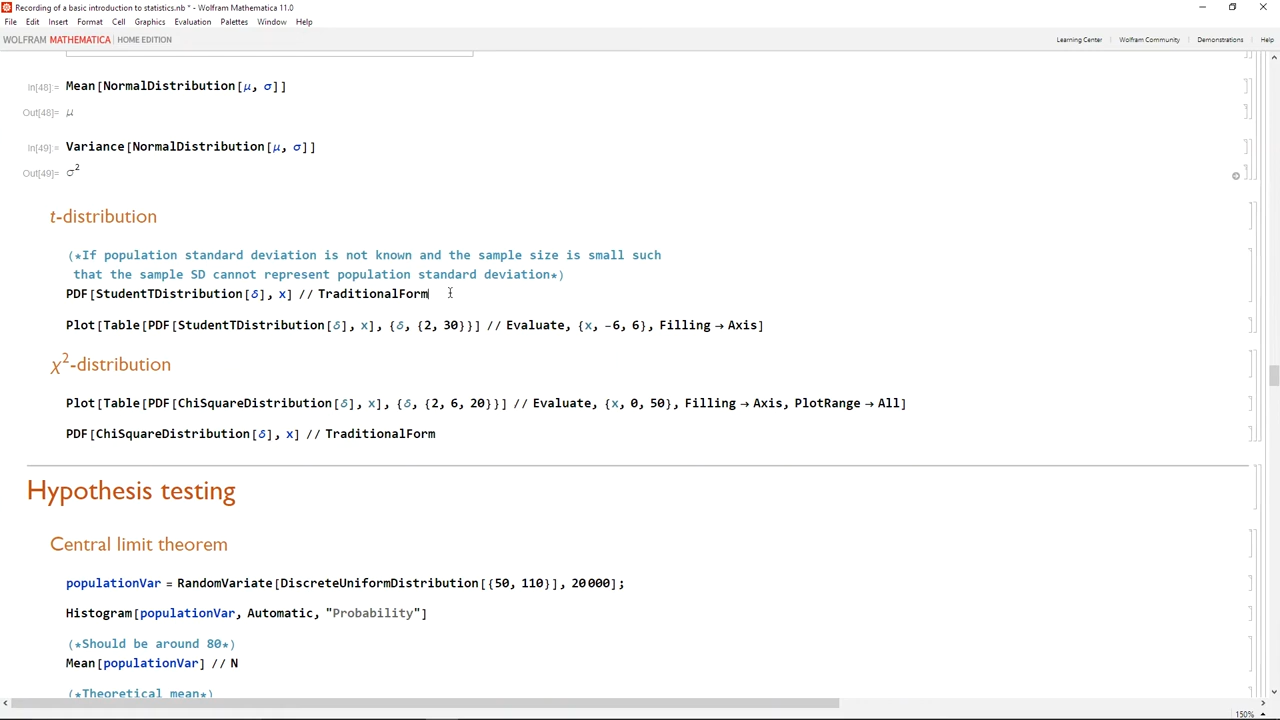 Recording of a basic introduction to statistics.nb * - Wolfram Mathematica 11.0
File Edit Insert Format Cell Graphics Evaluation Palettes Window Help
WOLFRAM MATHEMATICA | HOME EDITION Learning Center | Wolfram Community | Demonstrations | Help
In[48]:= Mean[NormalDistribution[μ, σ]]
Out[48]= μ
In[49]:= Variance[NormalDistribution[μ, σ]]
Out[49]= σ²
t-distribution
(*If population standard deviation is not known and the sample size is small such
that the sample SD cannot represent population standard deviation*)
PDF[StudentTDistribution[δ], x] // TraditionalForm
Plot[Table[PDF[StudentTDistribution[δ], x], {δ, {2, 30}}] // Evaluate, {x, -6, 6}, Filling → Axis]
χ²-distribution
Plot[Table[PDF[ChiSquareDistribution[δ], x], {δ, {2, 6, 20}}] // Evaluate, {x, 0, 50}, Filling → Axis, PlotRange → All]
PDF[ChiSquareDistribution[δ], x] // TraditionalForm
Hypothesis testing
Central limit theorem
populationVar = RandomVariate[DiscreteUniformDistribution[{50, 110}], 20 000];
Histogram[populationVar, Automatic, "Probability"]
(*Should be around 80*)
Mean[populationVar] // N
(*Theoretical mean*)
150%